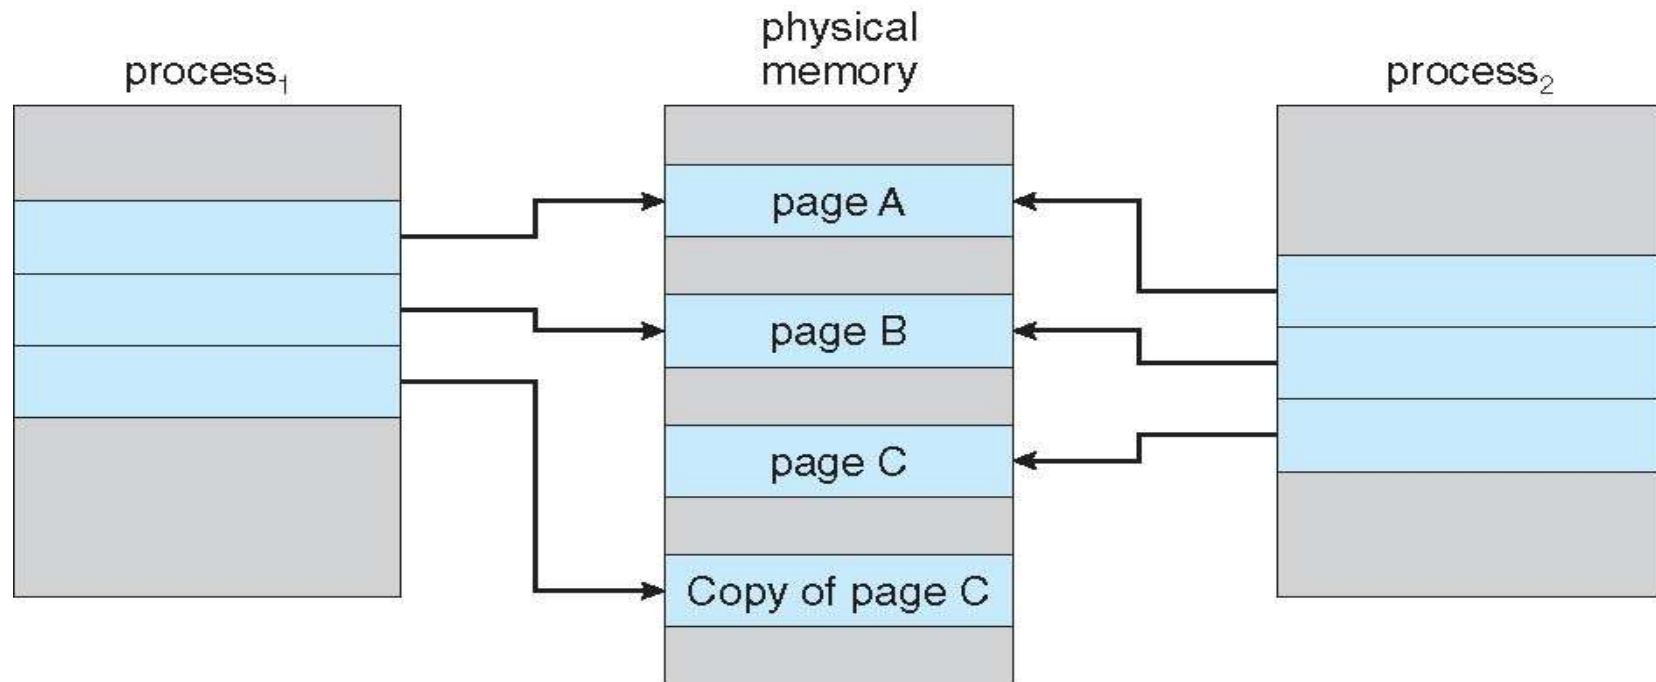 process₁
physical
memory
process₂
page A
page B
page C
Copy of page C